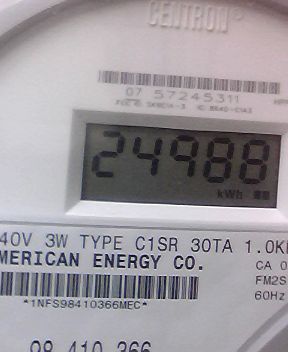 CENTRON®
07 57245311
24988
kWh
40V 3W TYPE C1SR 30TA 1.0K
MERICAN ENERGY CO.
CA 0
FM2S
60Hz
*1NFS98410366MEC*
98 410 366